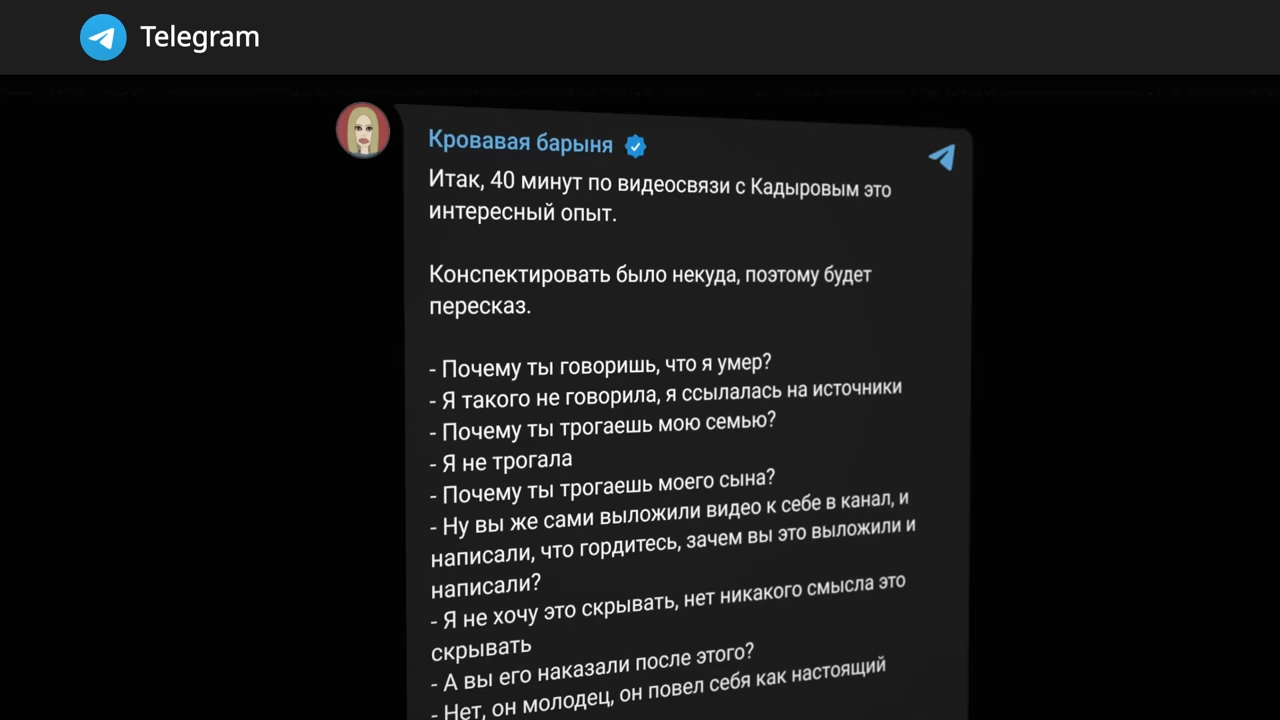 Telegram
Кровавая барыня
Итак, 40 минут по видеосвязи с Кадыровым это
интересный опыт.
Конспектировать было некуда, поэтому будет
пересказ.
- Почему ты говоришь, что я умер?
- Я такого не говорила, я ссылалась на источники
- Почему ты трогаешь мою семью?
- Я не трогала
- Почему ты трогаешь моего сына?
- Ну вы же сами выложили видео к себе в канал, и
написали, что гордитесь, зачем вы это выложили и
написали?
- Я не хочу это скрывать, нет никакого смысла это
скрывать
- А вы его наказали после этого?
- Нет, он молодец, он повел себя как настоящий